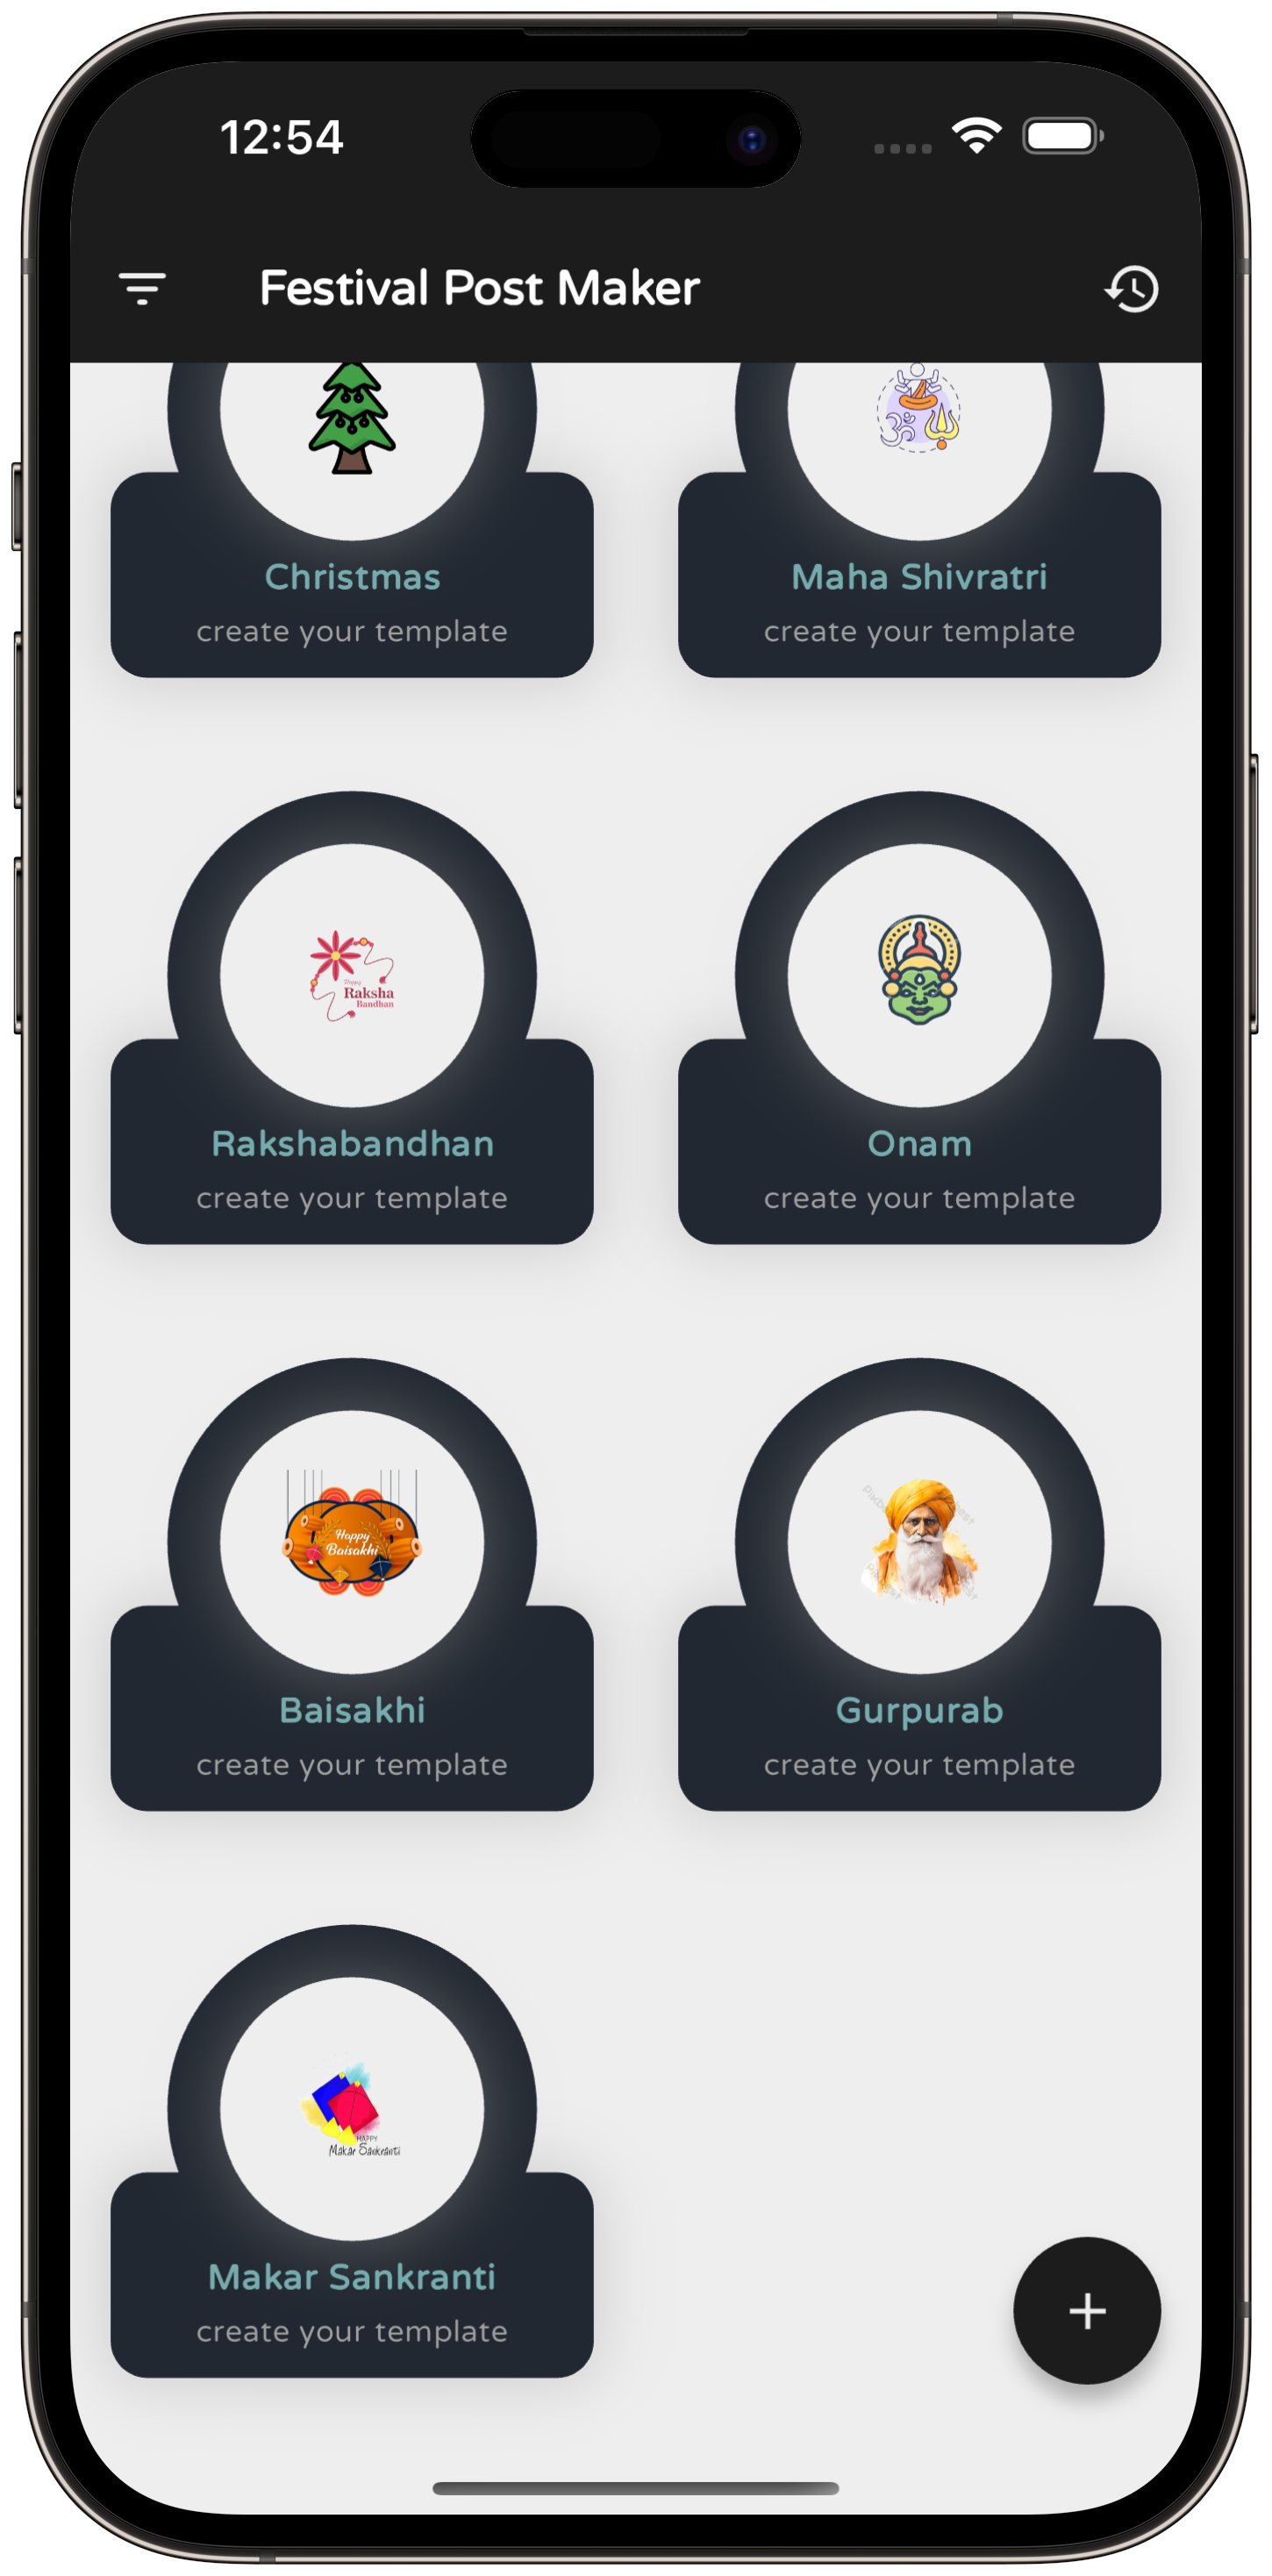 12:54
Festival Post Maker
Christmas
create your template
Maha Shivratri
create your template
Happy
Raksha
Bandhan
Rakshabandhan
create your template
Onam
create your template
Happy
Baisakhi
Baisakhi
create your template
Gurpurab
create your template
HAPPY
Makar Sankranti
Makar Sankranti
create your template